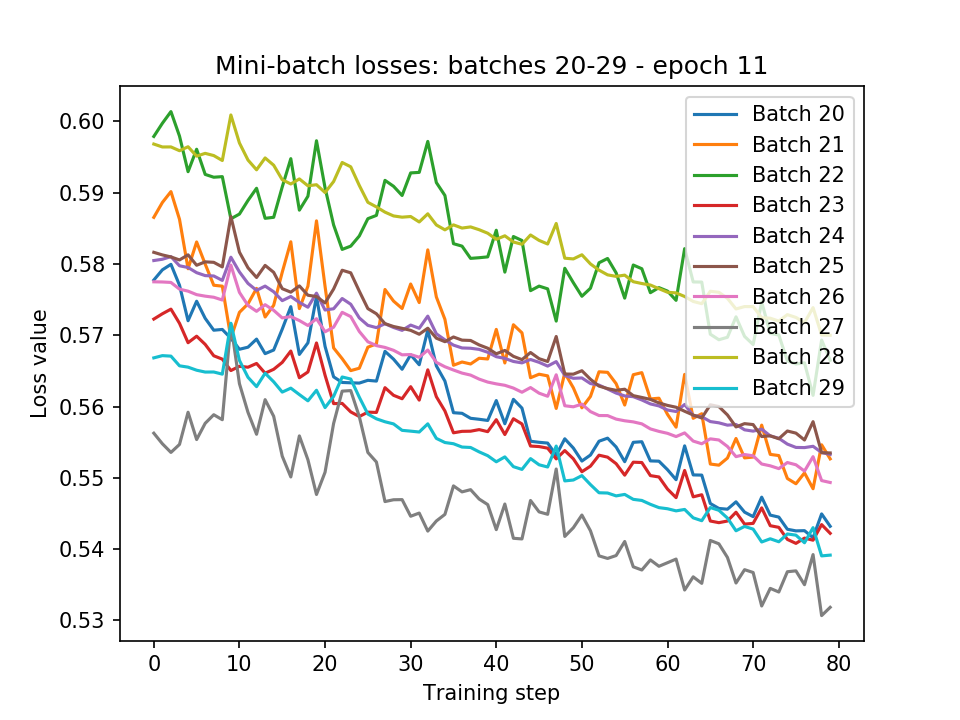 Mini-batch losses: batches 20-29 - epoch 11
Loss value
0.60
0.59
0.58
0.57
0.56
0.55
0.54
0.53
Batch 20
Batch 21
Batch 22
Batch 23
Batch 24
Batch 25
Batch 26
Batch 27
Batch 28
Batch 29
0 10 20 30 40 50 60 70 80
Training step